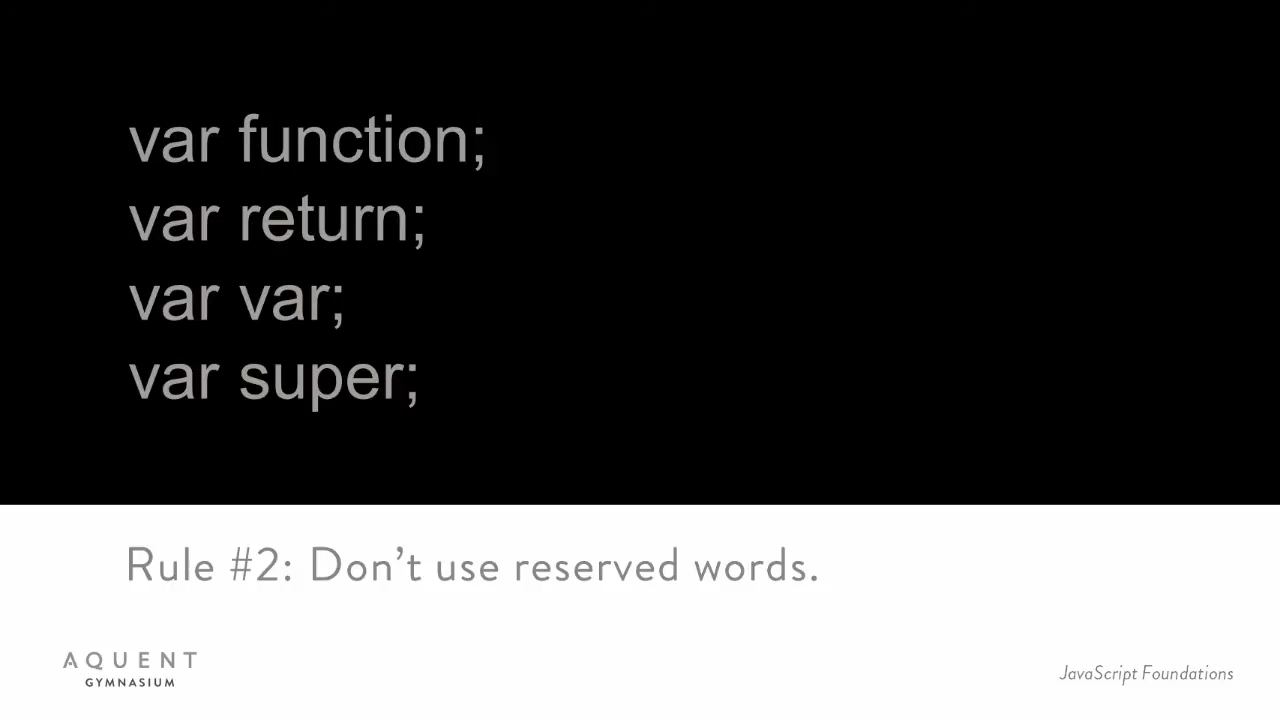 var function;
var return;
var var;
var super;
Rule #2: Don’t use reserved words.
AQUENT
GYMNASIUM
JavaScript Foundations